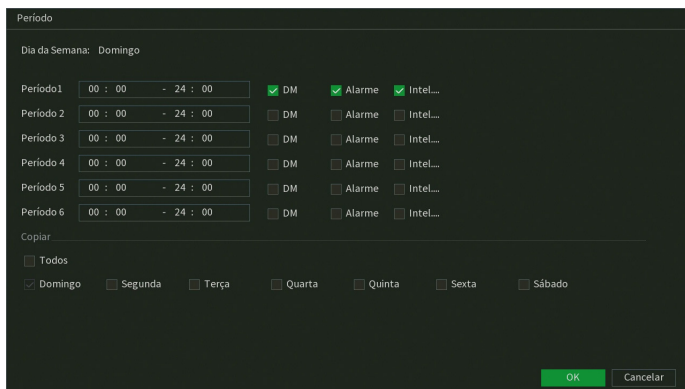 Período
Dia da Semana: Domingo
Período1 00 : 00 - 24 : 00 DM Alarme Intel....
Período 2 00 : 00 - 24 : 00 DM Alarme Intel....
Período 3 00 : 00 - 24 : 00 DM Alarme Intel....
Período 4 00 : 00 - 24 : 00 DM Alarme Intel....
Período 5 00 : 00 - 24 : 00 DM Alarme Intel....
Período 6 00 : 00 - 24 : 00 DM Alarme Intel....
Copiar
Todos
Domingo Segunda Terça Quarta Quinta Sexta Sábado
OK Cancelar